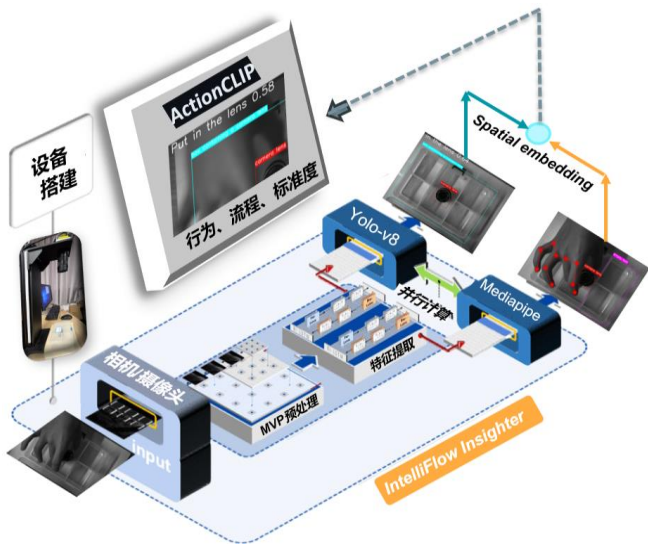 ActionCLIP
Put in the lens 0.58
camera lens
行为、流程、标准度
设备
搭建
Spatial embedding
Yolo-v8
Mediapipe
并行计算
特征提取
MVP预处理
相机/摄像头
input
IntelliFlow Insighter